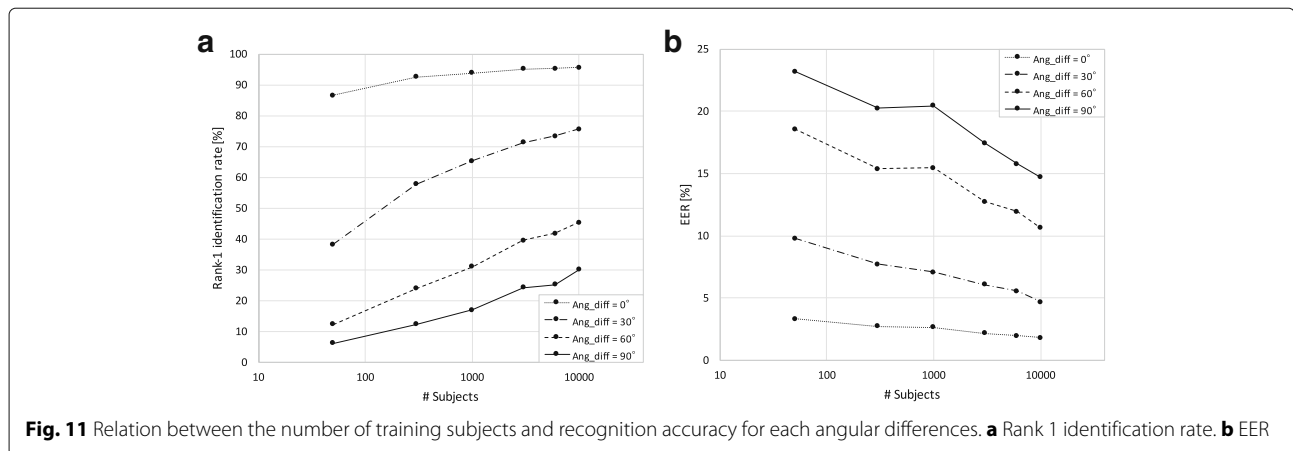 a
100
90
80
70
60
50
40
30
20
10
0
Rank-1 identification rate [%]
10
100
1000
10000
# Subjects
Ang_diff = 0°
Ang_diff = 30°
Ang_diff = 60°
Ang_diff = 90°
b
25
20
15
10
5
0
EER [%]
10
100
1000
10000
# Subjects
Ang_diff = 0°
Ang_diff = 30°
Ang_diff = 60°
Ang_diff = 90°
Fig. 11 Relation between the number of training subjects and recognition accuracy for each angular differences. a Rank 1 identification rate. b EER